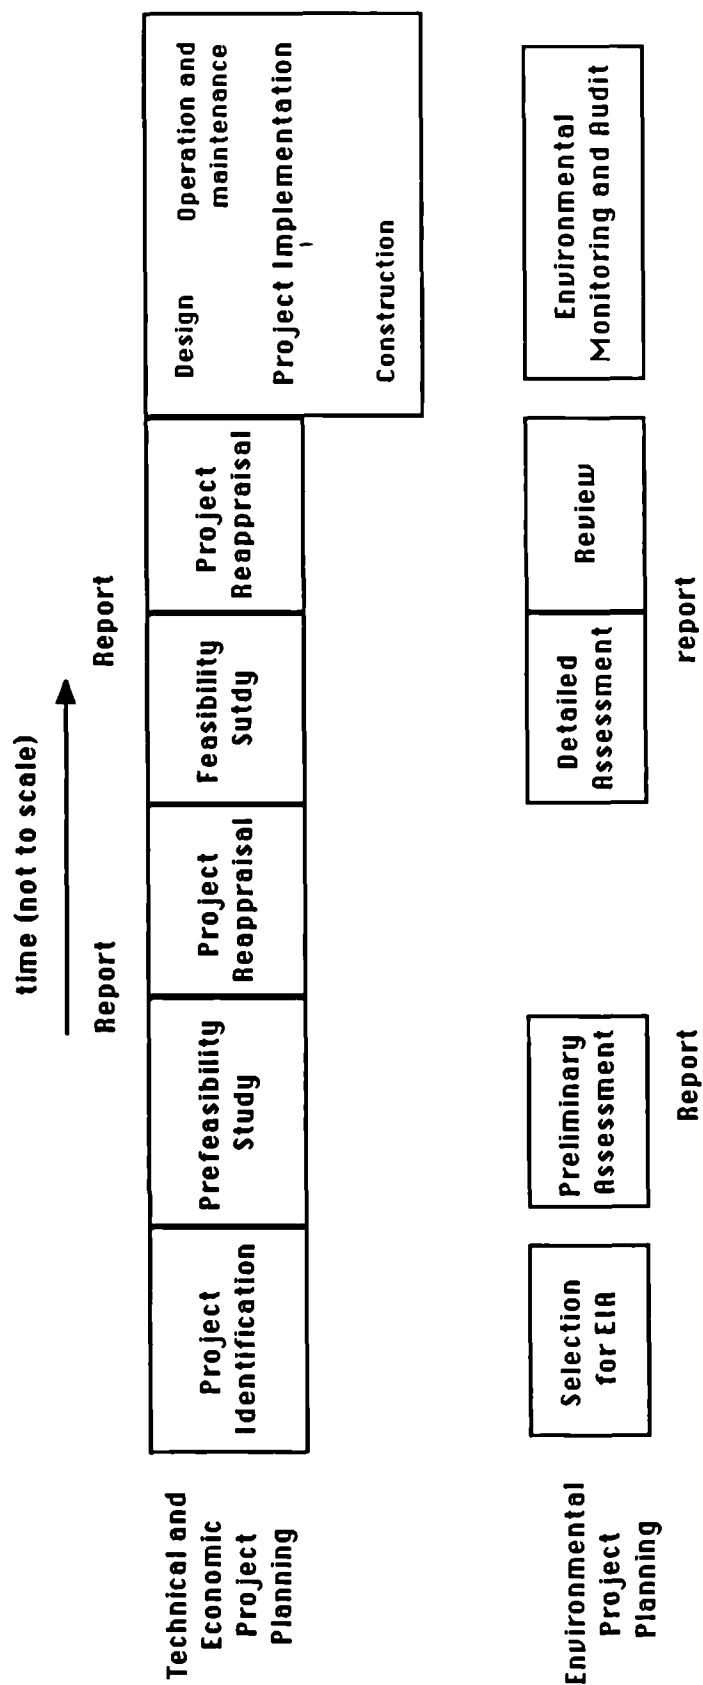 time (not to scale)
Report
Report
Technical and
Economic
Project
Planning
Project
Identification
Prefeasibility
Study
Project
Reappraisal
Feasibility
Sutdy
Project
Reappraisal
Design
Operation and
maintenance
Project Implementation
Construction
Environmental
Project
Planning
Selection
for EIA
Preliminary
Assessment
Detailed
Assessment
Review
Environmental
Monitoring and Audit
Report
report